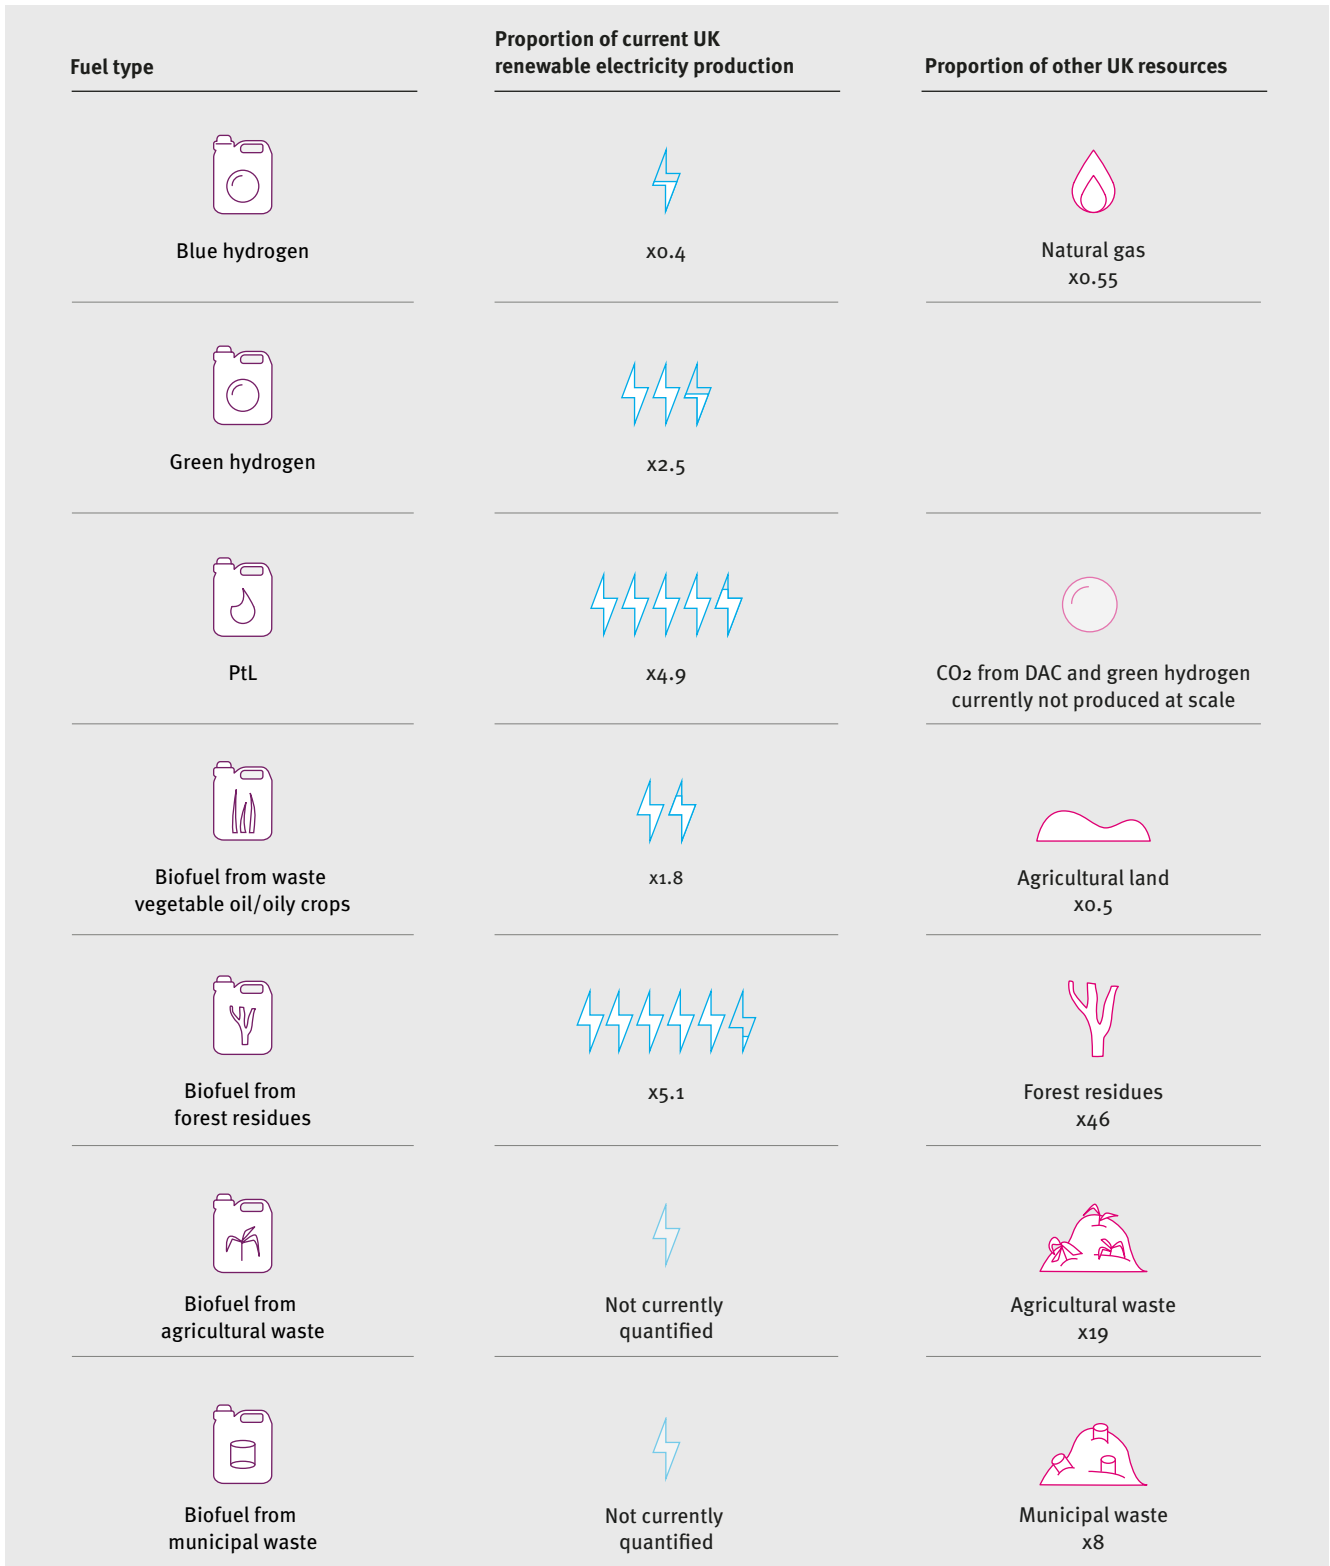 Fuel type
Proportion of current UK
renewable electricity production
Proportion of other UK resources
Blue hydrogen
x0.4
Natural gas
x0.55
Green hydrogen
x2.5
PtL
x4.9
CO2 from DAC and green hydrogen
currently not produced at scale
Biofuel from waste
vegetable oil/oily crops
x1.8
Agricultural land
x0.5
Biofuel from
forest residues
x5.1
Forest residues
x46
Biofuel from
agricultural waste
Not currently
quantified
Agricultural waste
x19
Biofuel from
municipal waste
Not currently
quantified
Municipal waste
x8